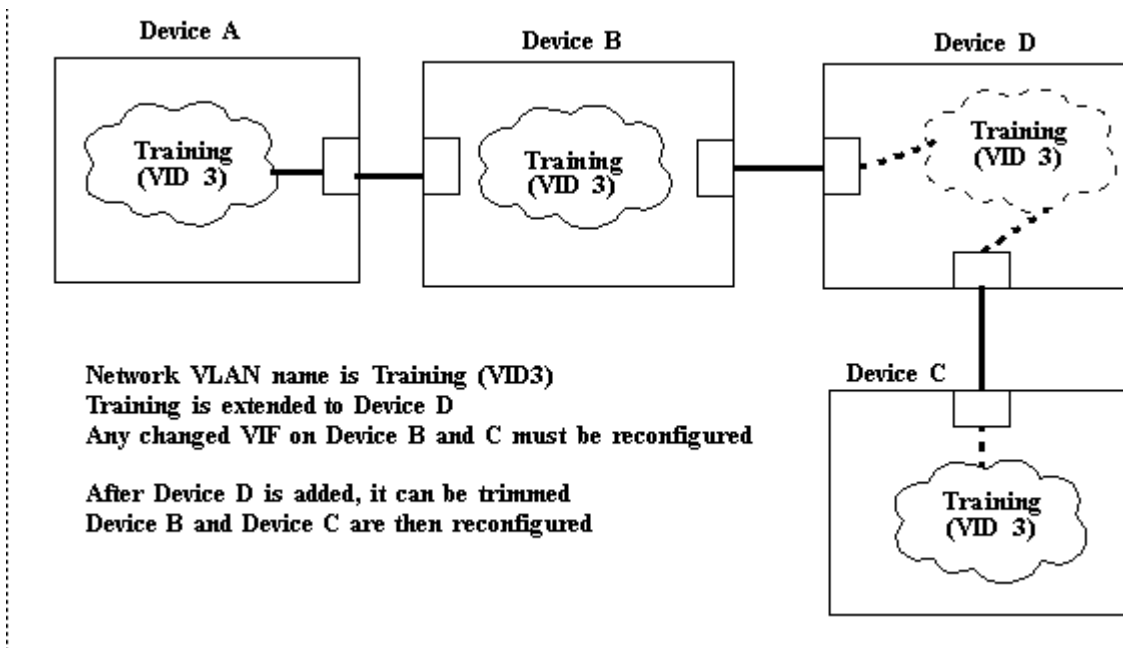 Device A
Device B
Device D
Training
(VID 3)
Training
(VID 3)
Training
(VID 3)
Network VLAN name is Training (VID3)
Training is extended to Device D
Any changed VIF on Device B and C must be reconfigured
After Device D is added, it can be trimmed
Device B and Device C are then reconfigured
Device C
Training
(VID 3)